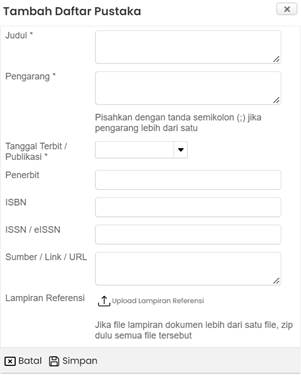 Tambah Daftar Pustaka
Judul *
Pengarang *
Pisahkan dengan tanda semikolon (;) jika
pengarang lebih dari satu
Tanggal Terbit /
Publikasi *
Penerbit
ISBN
ISSN / eISSN
Sumber / Link / URL
Lampiran Referensi
Upload Lampiran Referensi
Jika file lampiran dokumen lebih dari satu file, zip
dulu semua file tersebut
Batal Simpan